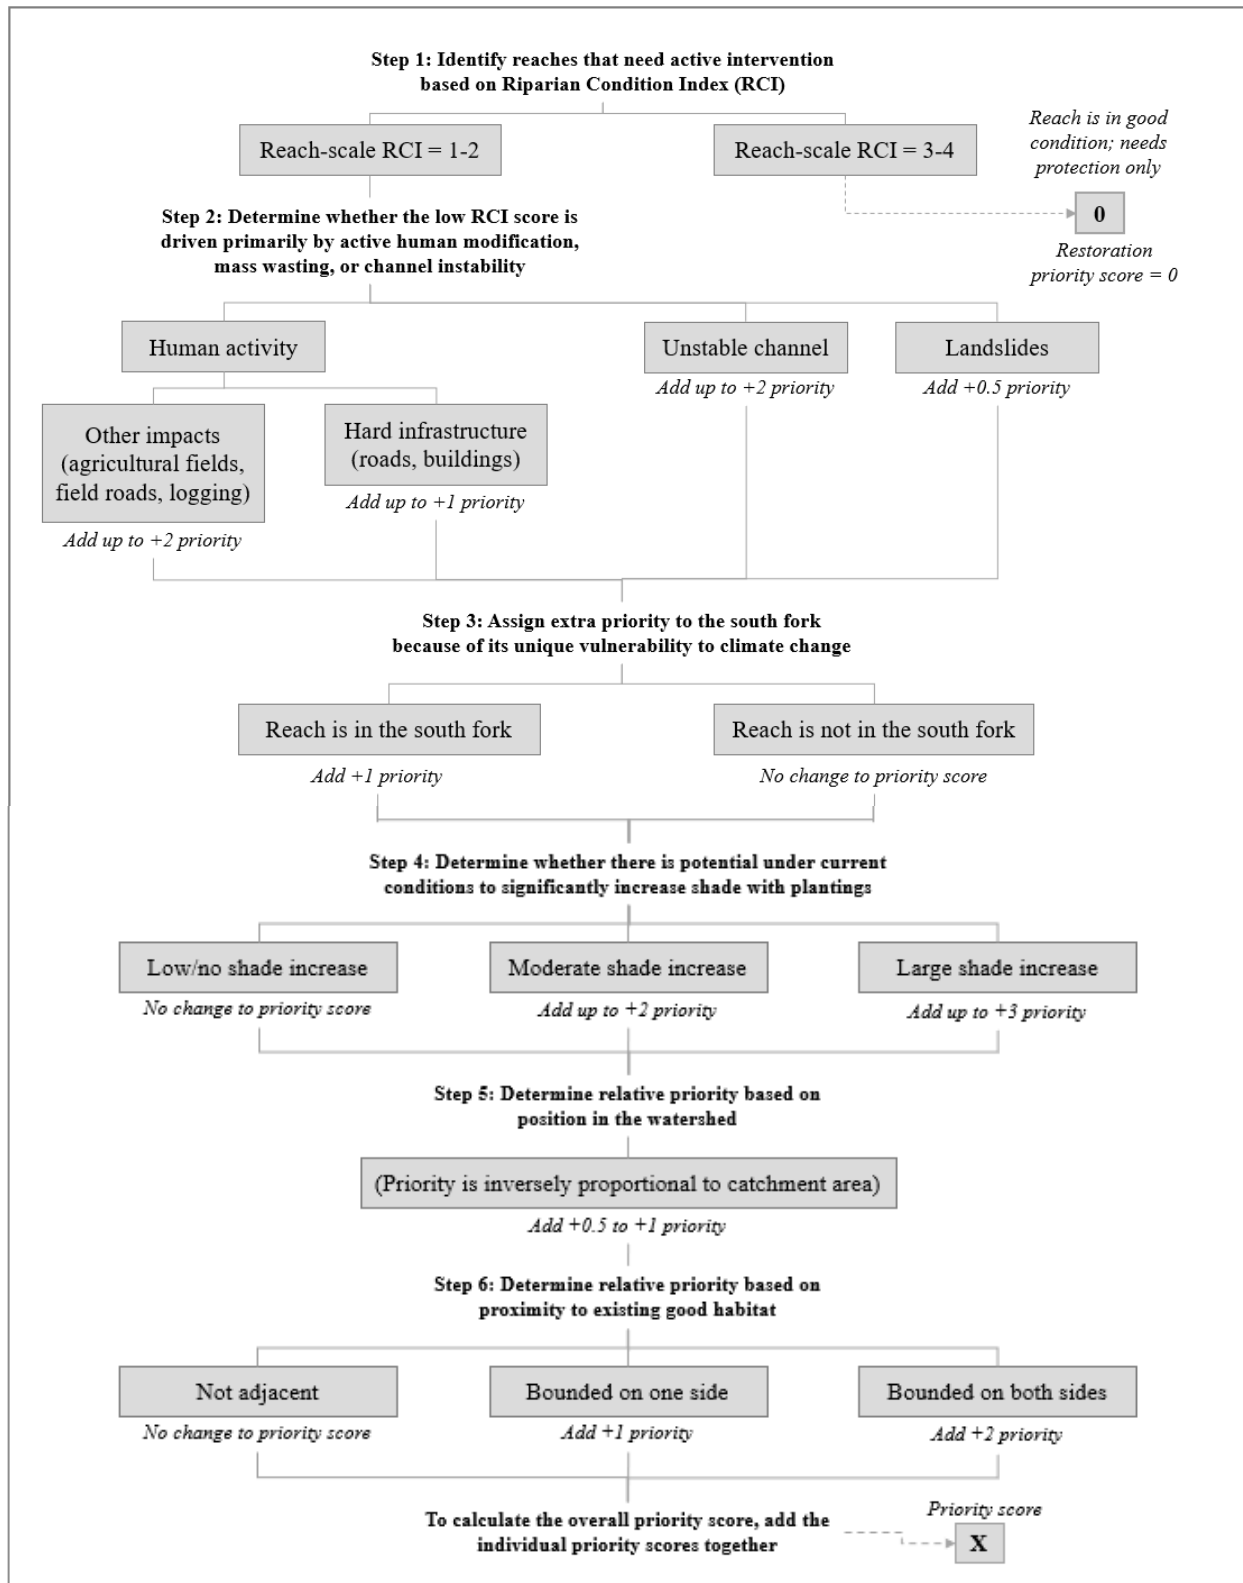 Step 1: Identify reaches that need active intervention
based on Riparian Condition Index (RCI)
Reach-scale RCI = 1-2
Reach-scale RCI = 3-4
Reach is in good
condition; needs
protection only
0
Restoration
priority score = 0
Step 2: Determine whether the low RCI score is
driven primarily by active human modification,
mass wasting, or channel instability
Human activity
Unstable channel
Add up to +2 priority
Landslides
Add +0.5 priority
Other impacts
(agricultural fields,
field roads, logging)
Add up to +2 priority
Hard infrastructure
(roads, buildings)
Add up to +1 priority
Step 3: Assign extra priority to the south fork
because of its unique vulnerability to climate change
Reach is in the south fork
Add +1 priority
Reach is not in the south fork
No change to priority score
Step 4: Determine whether there is potential under current
conditions to significantly increase shade with plantings
Low/no shade increase
No change to priority score
Moderate shade increase
Add up to +2 priority
Large shade increase
Add up to +3 priority
Step 5: Determine relative priority based on
position in the watershed
(Priority is inversely proportional to catchment area)
Add +0.5 to +1 priority
Step 6: Determine relative priority based on
proximity to existing good habitat
Not adjacent
No change to priority score
Bounded on one side
Add +1 priority
Bounded on both sides
Add +2 priority
To calculate the overall priority score, add the
individual priority scores together
Priority score
X